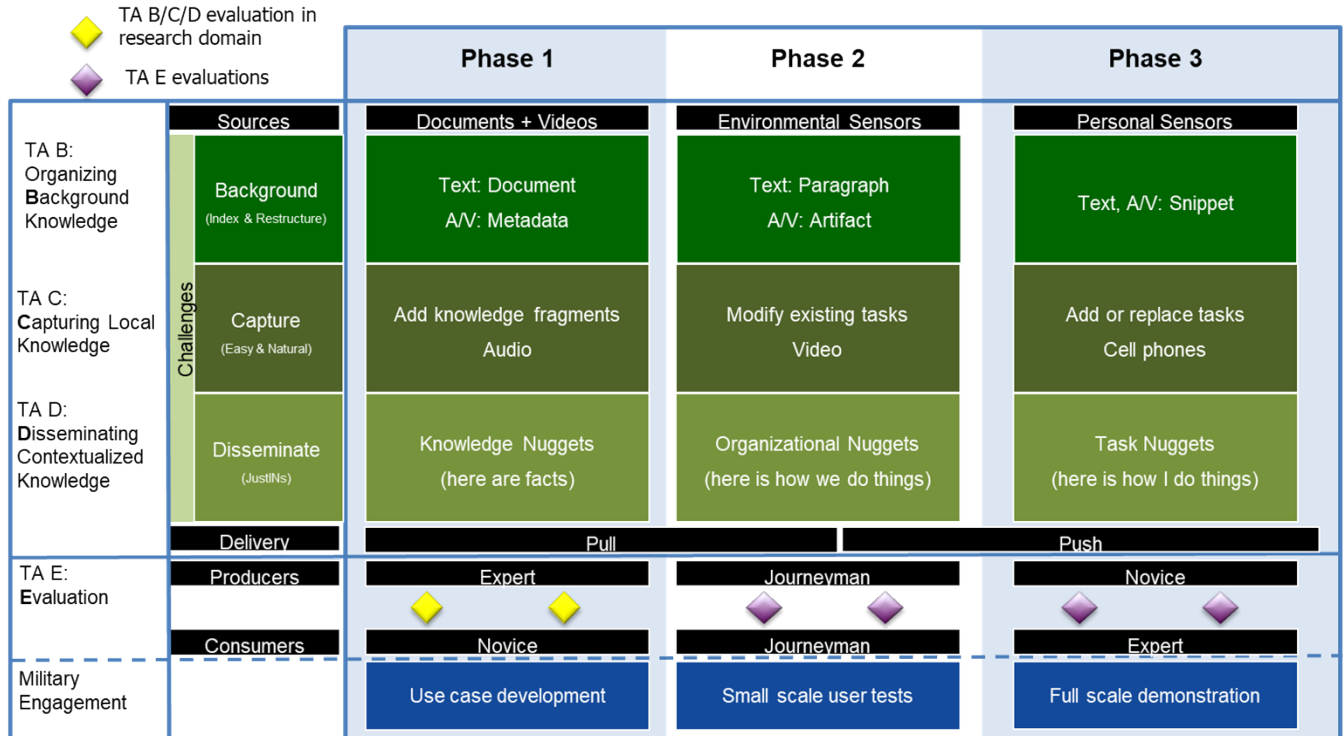 TA B/C/D evaluation in
research domain
TA E evaluations
Phase 1
Phase 2
Phase 3
Sources
Documents + Videos
Environmental Sensors
Personal Sensors
TA B:
Organizing
Background
Knowledge
Challenges
Background
(Index & Restructure)
Text: Document
A/V: Metadata
Text: Paragraph
A/V: Artifact
Text, A/V: Snippet
TA C:
Capturing Local
Knowledge
Capture
(Easy & Natural)
Add knowledge fragments
Audio
Modify existing tasks
Video
Add or replace tasks
Cell phones
TA D:
Disseminating
Contextualized
Knowledge
Disseminate
(JustINs)
Knowledge Nuggets
(here are facts)
Organizational Nuggets
(here is how we do things)
Task Nuggets
(here is how I do things)
Delivery
Pull
Push
TA E:
Evaluation
Producers
Expert
Journeyman
Novice
Consumers
Novice
Journeyman
Expert
Military
Engagement
Use case development
Small scale user tests
Full scale demonstration